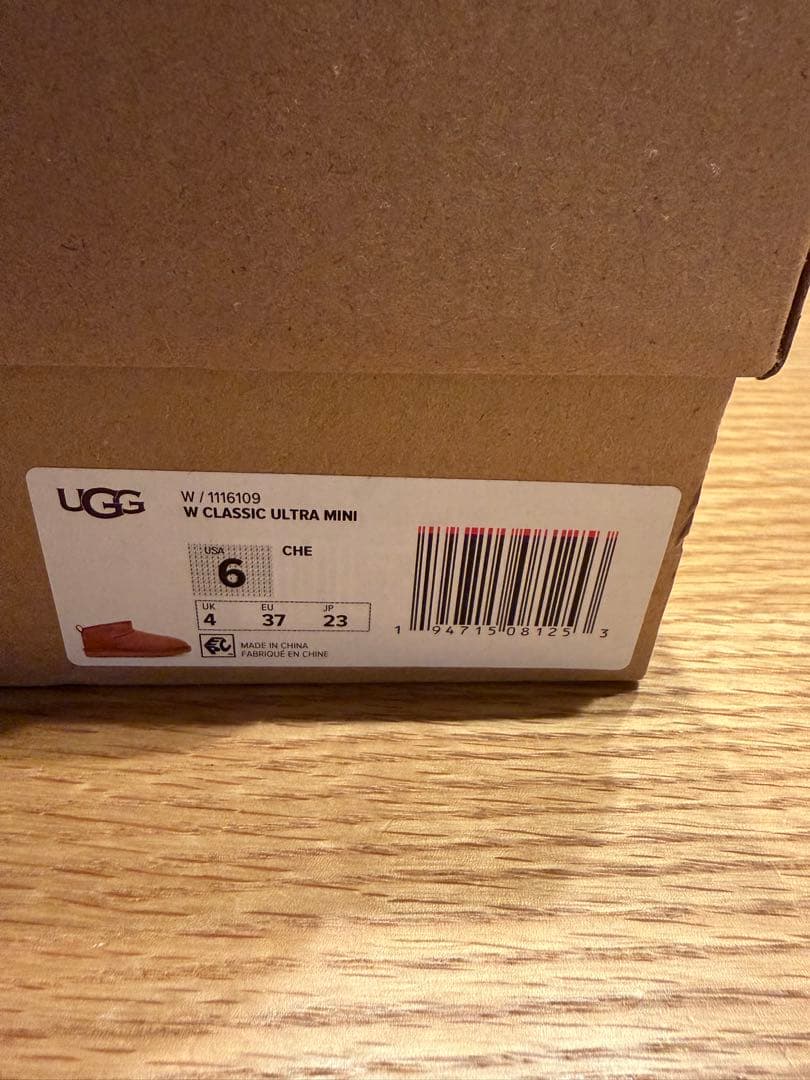 UGG
W / 1116109
W CLASSIC ULTRA MINI
USA
6
CHE
UK EU JP
4 37 23
MADE IN CHINA
FABRIQUÉ EN CHINE
1 94715 08125 3